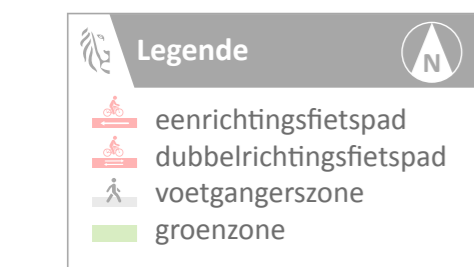 Legende
N
eenrichtingsfietspad
dubbelrichtingsfietspad
voetgangerszone
groenzone